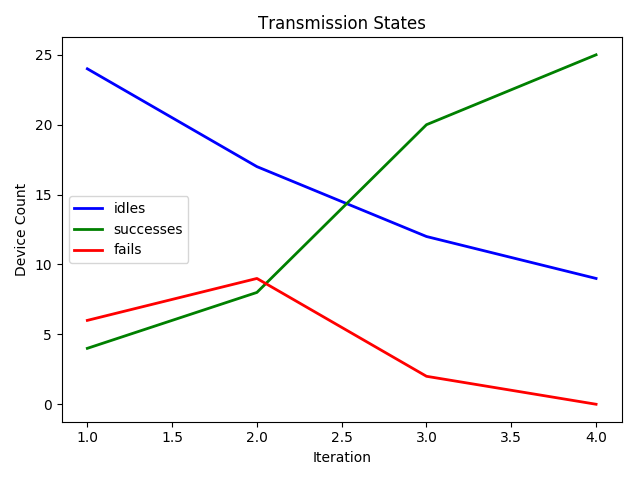 Transmission States
Device Count
25
20
15
10
5
0
idles
successes
fails
1.0 1.5 2.0 2.5 3.0 3.5 4.0
Iteration